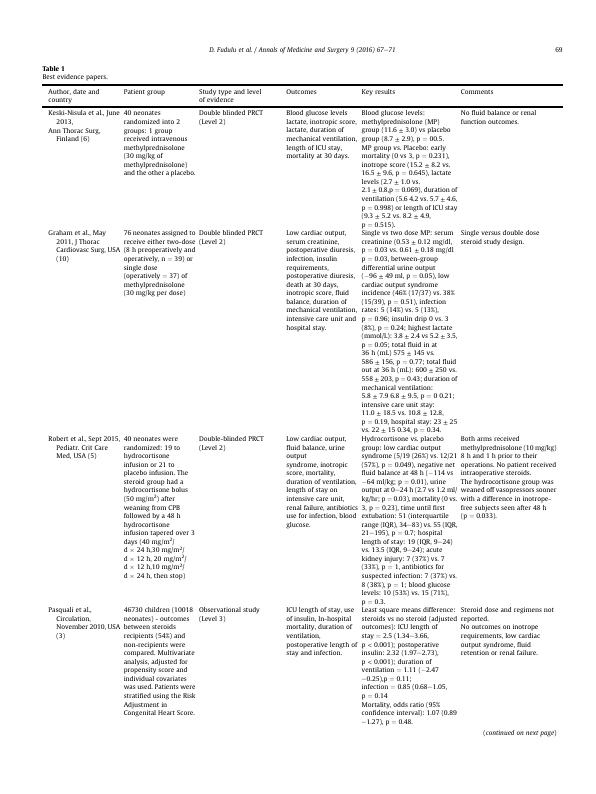 D. Fudulu et al. / Annals of Medicine and Surgery 9 (2016) 67–71
69
Table 1
Best evidence papers.
Author, date and
country
Patient group
Study type and level
of evidence
Outcomes
Key results
Comments
Keski-Nisula et al., June
2013,
Ann Thorac Surg,
Finland (6)
40 neonates
randomized into 2
groups: 1 group
received intravenous
methylprednisolone
(30 mg/kg of
methylprednisolone)
and the other a placebo.
Double blinded PRCT
(Level 2)
Blood glucose levels
lactate, inotropic score,
lactate, duration of
mechanical ventilation,
length of ICU stay,
mortality at 30 days.
Blood glucose levels:
methylprednisolone (MP)
group (11.6 ± 3.0) vs placebo
group (8.7 ± 2.9), p = 00.5.
MP group vs. Placebo: early
mortality (0 vs 3, p = 0.231),
inotrope score (15.2 ± 8.2 vs.
16.5 ± 9.6, p = 0.645), lactate
levels (2.7 ± 1.0 vs.
2.1 ± 0.8,p = 0.069), duration of
ventilation (5.6 4.2 vs. 5.7 ± 4.6,
p = 0.998) or length of ICU stay
(9.3 ± 5.2 vs. 8.2 ± 4.9,
p = 0.515).
No fluid balance or renal
function outcomes.
Graham et al., May
2011, J Thorac
Cardiovasc Surg, USA
(10)
76 neonates assigned to
receive either two-dose
(8 h preoperatively and
operatively, n = 39) or
single dose
(operatively = 37) of
methylprednisolone
(30 mg/kg per dose)
Double blinded PRCT
(Level 2)
Low cardiac output,
serum creatinine,
postoperative diuresis,
infection, insulin
requirements,
postoperative diuresis,
death at 30 days,
inotropic score, fluid
balance, duration of
mechanical ventilation,
intensive care unit and
hospital stay.
Single vs two dose MP: serum
creatinine (0.53 ± 0.12 mg/dl,
p = 0.03 vs. 0.61 ± 0.18 mg/dl
p = 0.03, between-group
differential urine output
(−96 ± 49 ml, p = 0.05), low
cardiac output syndrome
incidence (46% (17/37) vs. 38%
(15/39), p = 0.51), infection
rates: 5 (14%) vs. 5 (13%),
p = 0.96; insulin drip 0 vs. 3
(8%), p = 0.24; highest lactate
(mmol/L): 3.8 ± 2.4 vs 5.2 ± 3.5,
p = 0.05; total fluid in at
36 h (mL) 575 ± 145 vs.
586 ± 156, p = 0.77; total fluid
out at 36 h (mL): 600 ± 250 vs.
558 ± 203, p = 0.43; duration of
mechanical ventilation:
5.8 ± 7.9 6.8 ± 9.5, p = 0 0.21;
intensive care unit stay:
11.0 ± 18.5 vs. 10.8 ± 12.8,
p = 0.19, hospital stay: 23 ± 25
vs. 22 ± 15 0.34, p = 0.34.
Single versus double dose
steroid study design.
Robert et al., Sept 2015,
Pediatr. Crit Care
Med, USA (5)
40 neonates were
randomized: 19 to
hydrocortisone
infusion or 21 to
placebo infusion. The
steroid group had a
hydrocortisone bolus
(50 mg/m²) after
weaning from CPB
followed by a 48 h
hydrocortisone
infusion tapered over 3
days (40 mg/m²/
d × 24 h,30 mg/m²/
d × 12 h, 20 mg/m²/
d × 12 h,10 mg/m²/
d × 24 h, then stop)
Double-blinded PRCT
(Level 2)
Low cardiac output,
fluid balance, urine
output
syndrome, inotropic
score, mortality,
duration of ventilation,
length of stay on
intensive care unit,
renal failure, antibiotics
use for infection, blood
glucose.
Hydrocortisone vs. placebo
group: low cardiac output
syndrome (5/19 (263) vs. 12/21
(57%), p = 0.049), negative net
fluid balance at 48 h (−114 vs
−64 ml/kg; p = 0.01), urine
output at 0–24 h (2.7 vs 1.2 ml/
kg/hr; p = 0.03), mortality (0 vs.
3, p = 0.23), time until first
extubation: 51 (interquartile
range (IQR), 34–83) vs. 55 (IQR,
21–195), p = 0.7; hospital
length of stay: 19 (IQR, 9–24)
vs. 13.5 (IQR, 9–24); acute
kidney injury: 7 (37%) vs. 7
(33%), p = 1, antibiotics for
suspected infection: 7 (37%) vs.
8 (38%), p = 1; blood glucose
levels: 10 (53%) vs. 15 (71%),
p = 0.3.
Both arms received
methylprednisolone (10 mg/kg)
8 h and 1 h prior to their
operations. No patient received
intraoperative steroids.
The hydrocortisone group was
weaned off vasopressors sooner
with a difference in inotrope-
free subjects seen after 48 h
(p = 0.033).
Pasquali et al.,
Circulation,
November 2010, USA
(3)
46730 children (10018
neonates) - outcomes
between steroids
recipients (54%) and
non-recipients were
compared. Multivariate
analysis, adjusted for
propensity score and
individual covariates
was used. Patients were
stratified using the Risk
Adjustment in
Congenital Heart Score.
Observational study
(Level 3)
ICU length of stay, use
of insulin, In-hospital
mortality, duration of
ventilation,
postoperative length of
stay and infection.
Least square means difference:
steroids vs no steroid (adjusted
outcomes): ICU length of
stay = 2.5 (1.34–3.66,
p < 0.001); postoperative
insulin: 2.32 (1.97–2.73),
p < 0.001); duration of
ventilation = 1.11 (−2.47
−0.25),p = 0.11;
infection = 0.85 (0.68–1.05,
p = 0.14
Mortality, odds ratio (95%
confidence interval): 1.07 (0.89
−1.27), p = 0.48.
Steroid dose and regimens not
reported.
No outcomes on inotrope
requirements, low cardiac
output syndrome, fluid
retention or renal failure.
(continued on next page)